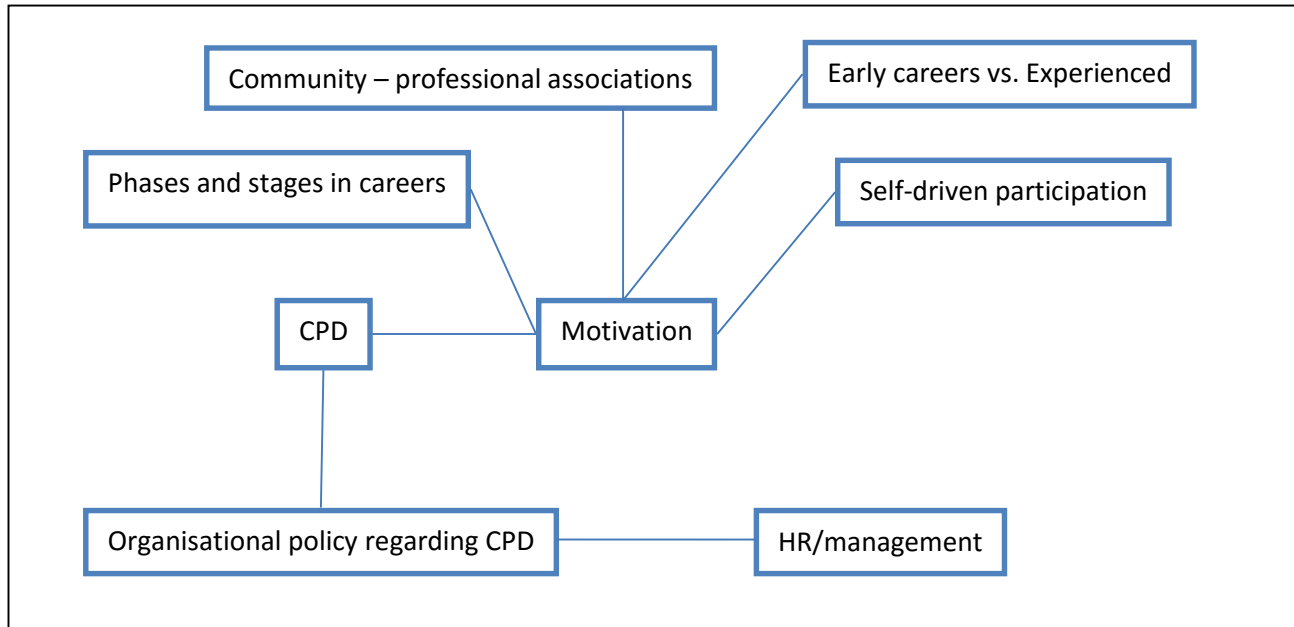 Community – professional associations
Early careers vs. Experienced
Phases and stages in careers
Self-driven participation
CPD
Motivation
Organisational policy regarding CPD
HR/management